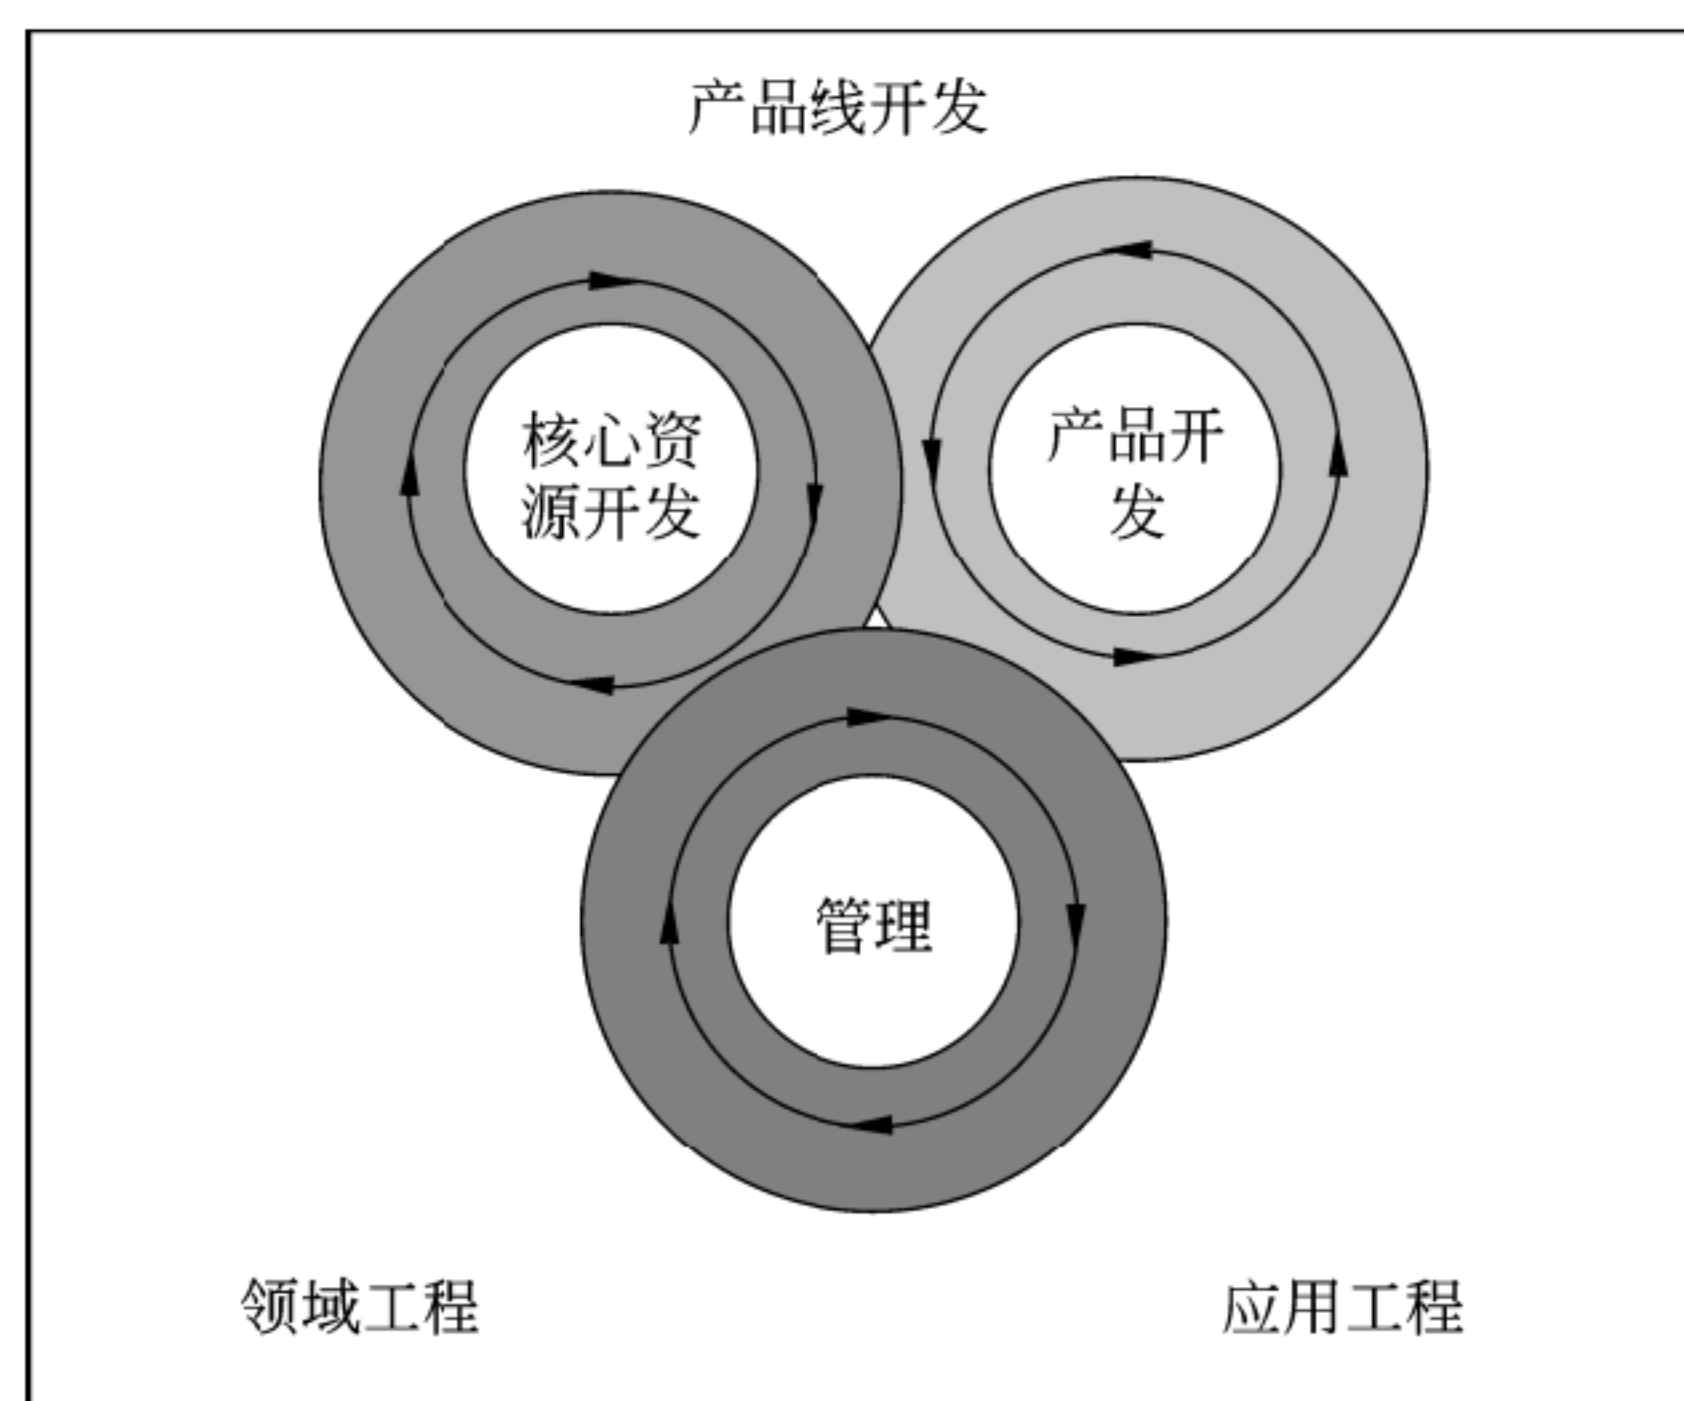 产品线开发
核心资
源开发
产品开
发
管理
领域工程
应用工程